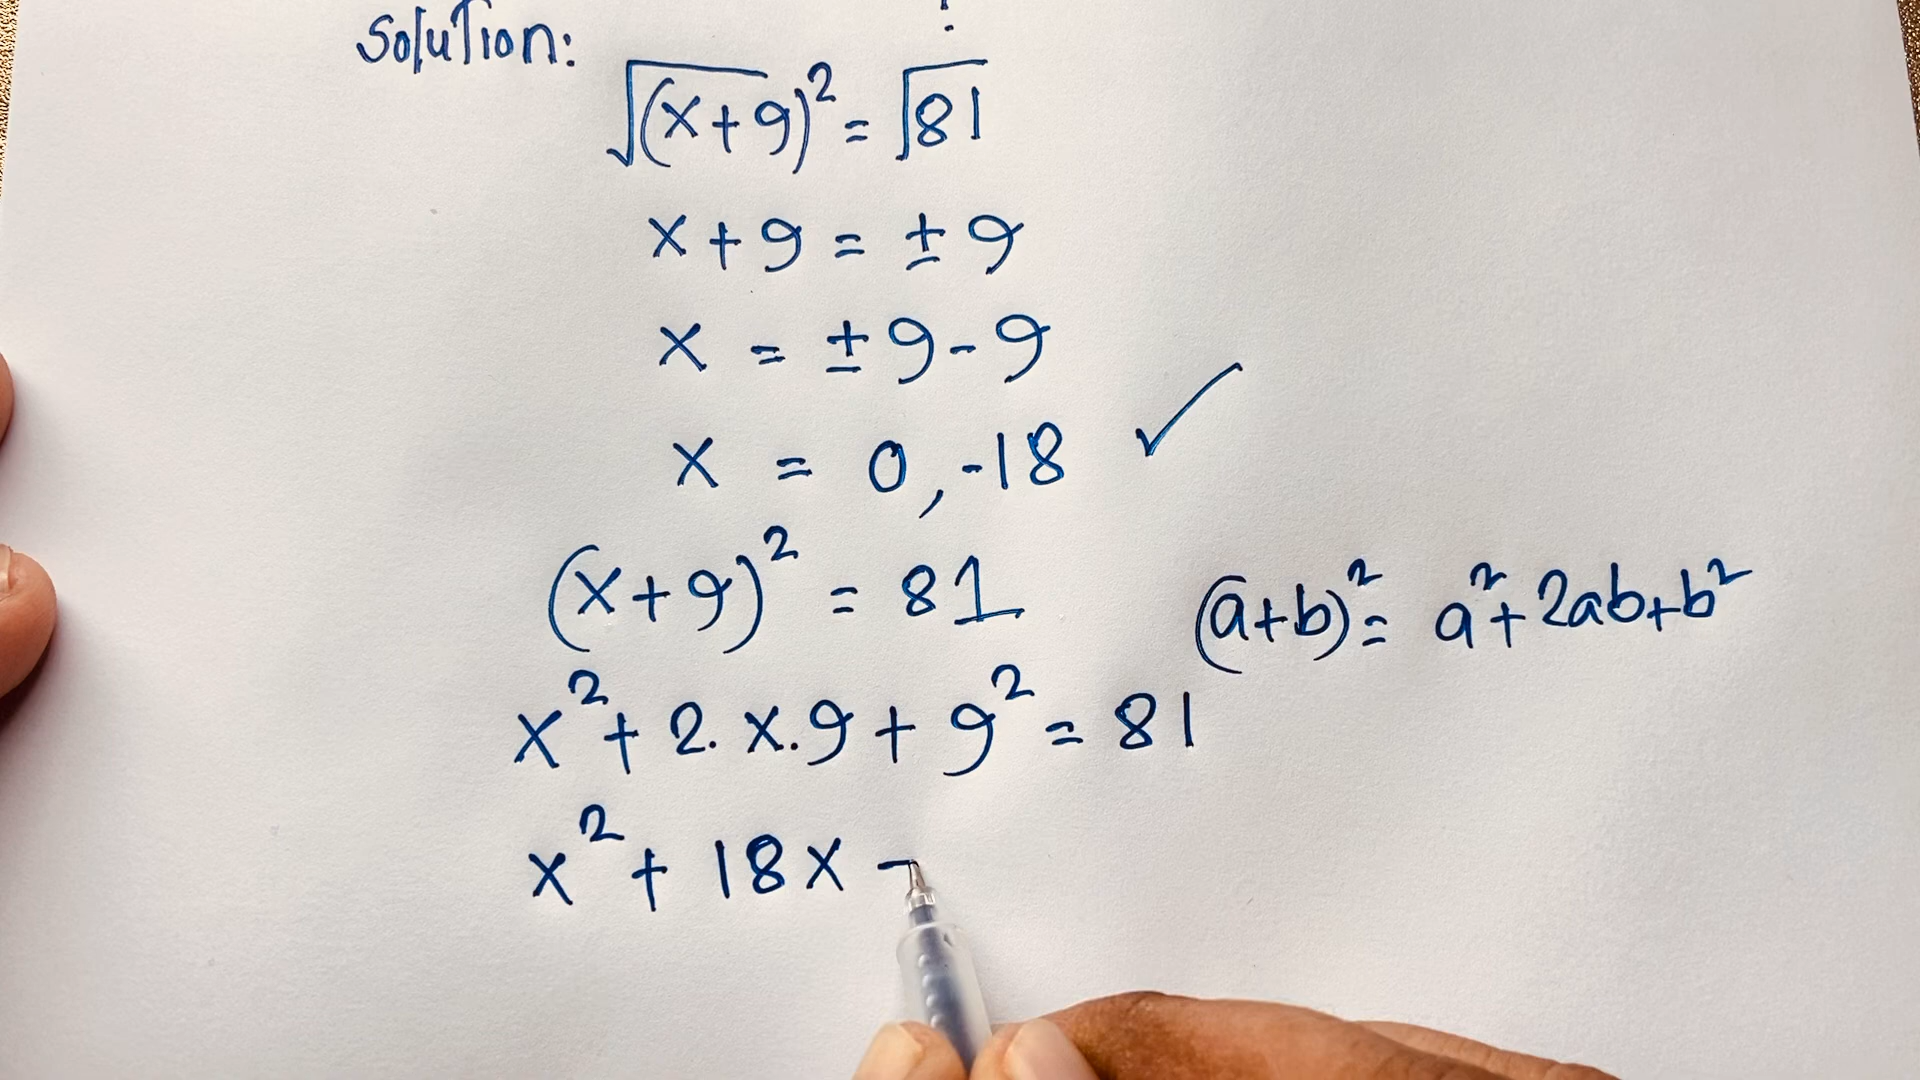 Solution:
√(x+9)² = √81
x+9 = ±9
x = ±9-9
x = 0,-18 ✓
(x+9)² = 81
(a+b)² = a²+2ab+b²
x²+2.x.9+9² = 81
x²+18x -